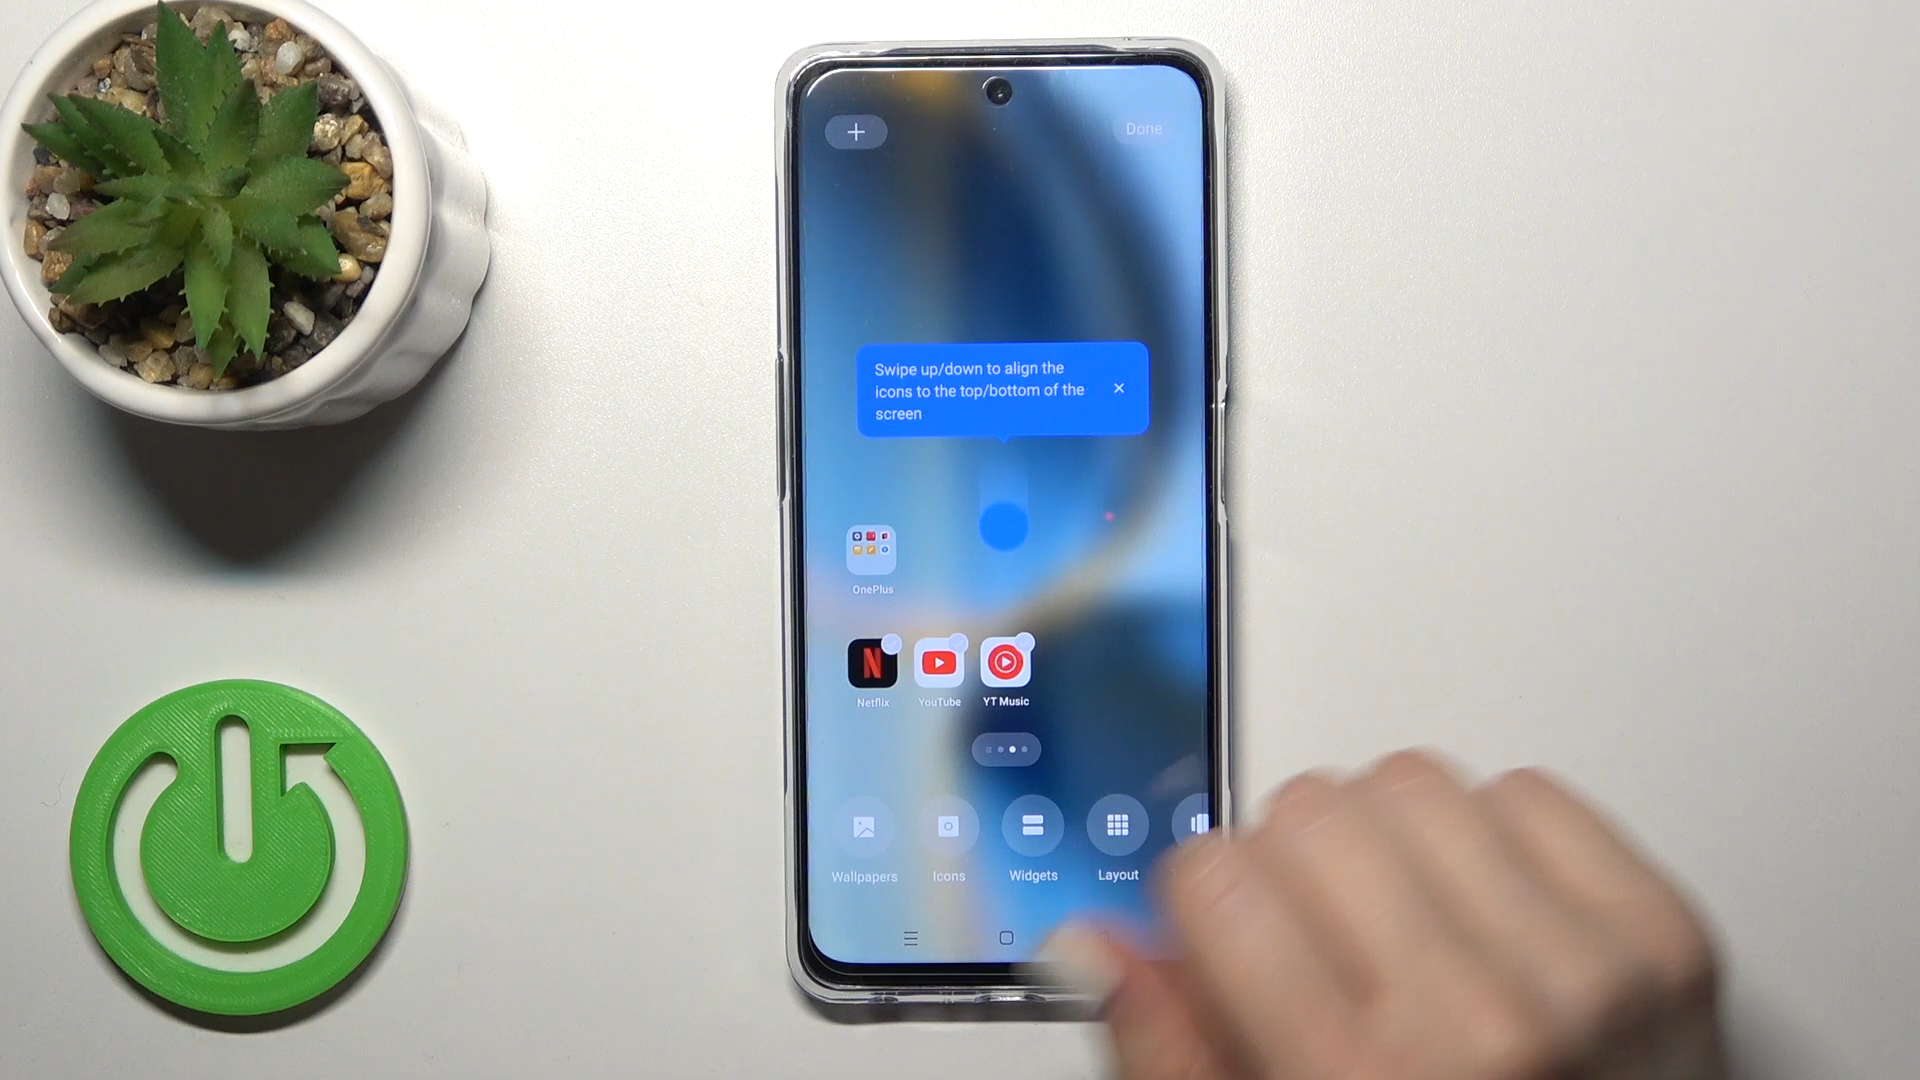 Done
Swipe up/down to align the
icons to the top/bottom of the
screen
OnePlus
Netflix
YouTube
YT Music
Wallpapers
Icons
Widgets
Layout